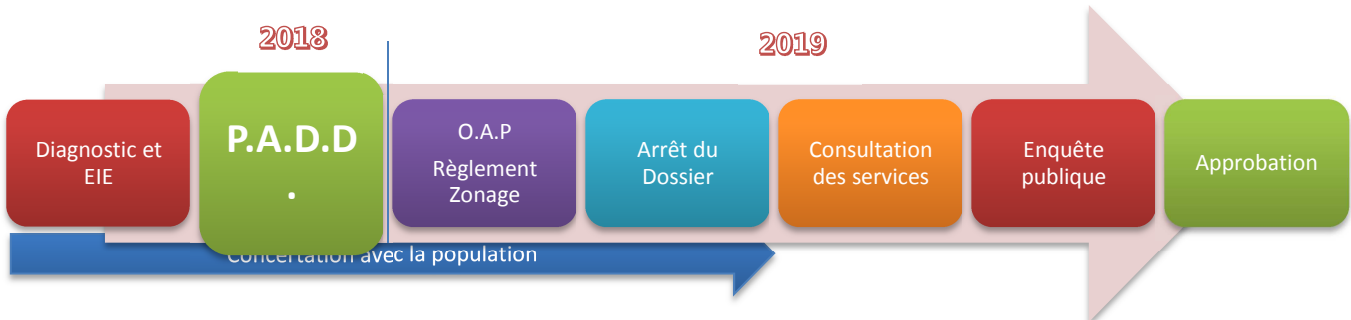 2018
2019
Diagnostic et
EIE
P.A.D.D
.
O.A.P
Règlement
Zonage
Arrêt du
Dossier
Consultation
des services
Enquête
publique
Approbation
Concertation avec la population